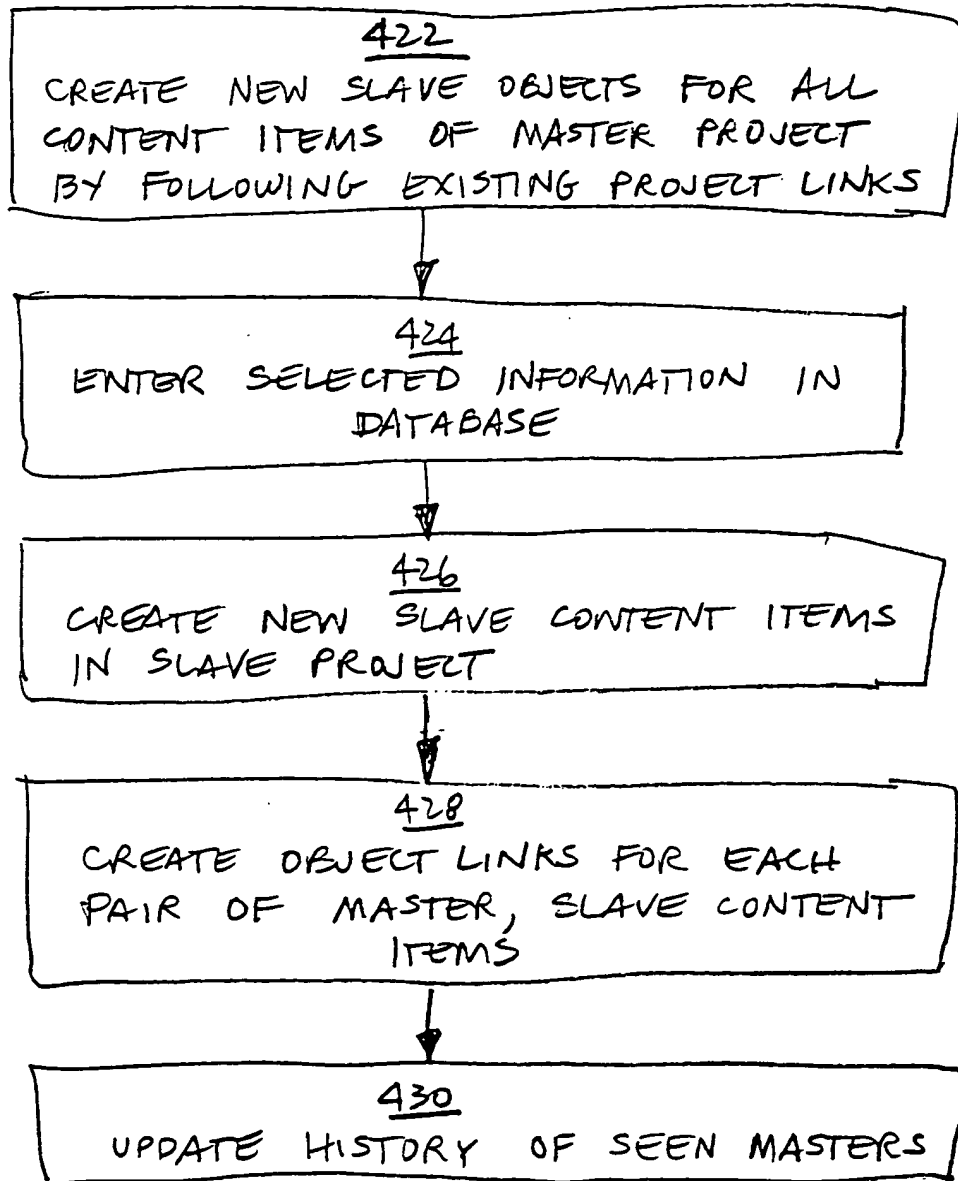 422
CREATE NEW SLAVE OBJECTS FOR ALL
CONTENT ITEMS OF MASTER PROJECT
BY FOLLOWING EXISTING PROJECT LINKS
424
ENTER SELECTED INFORMATION IN
DATABASE
426
CREATE NEW SLAVE CONTENT ITEMS
IN SLAVE PROJECT
428
CREATE OBJECT LINKS FOR EACH
PAIR OF MASTER, SLAVE CONTENT
ITEMS
430
UPDATE HISTORY OF SEEN MASTERS